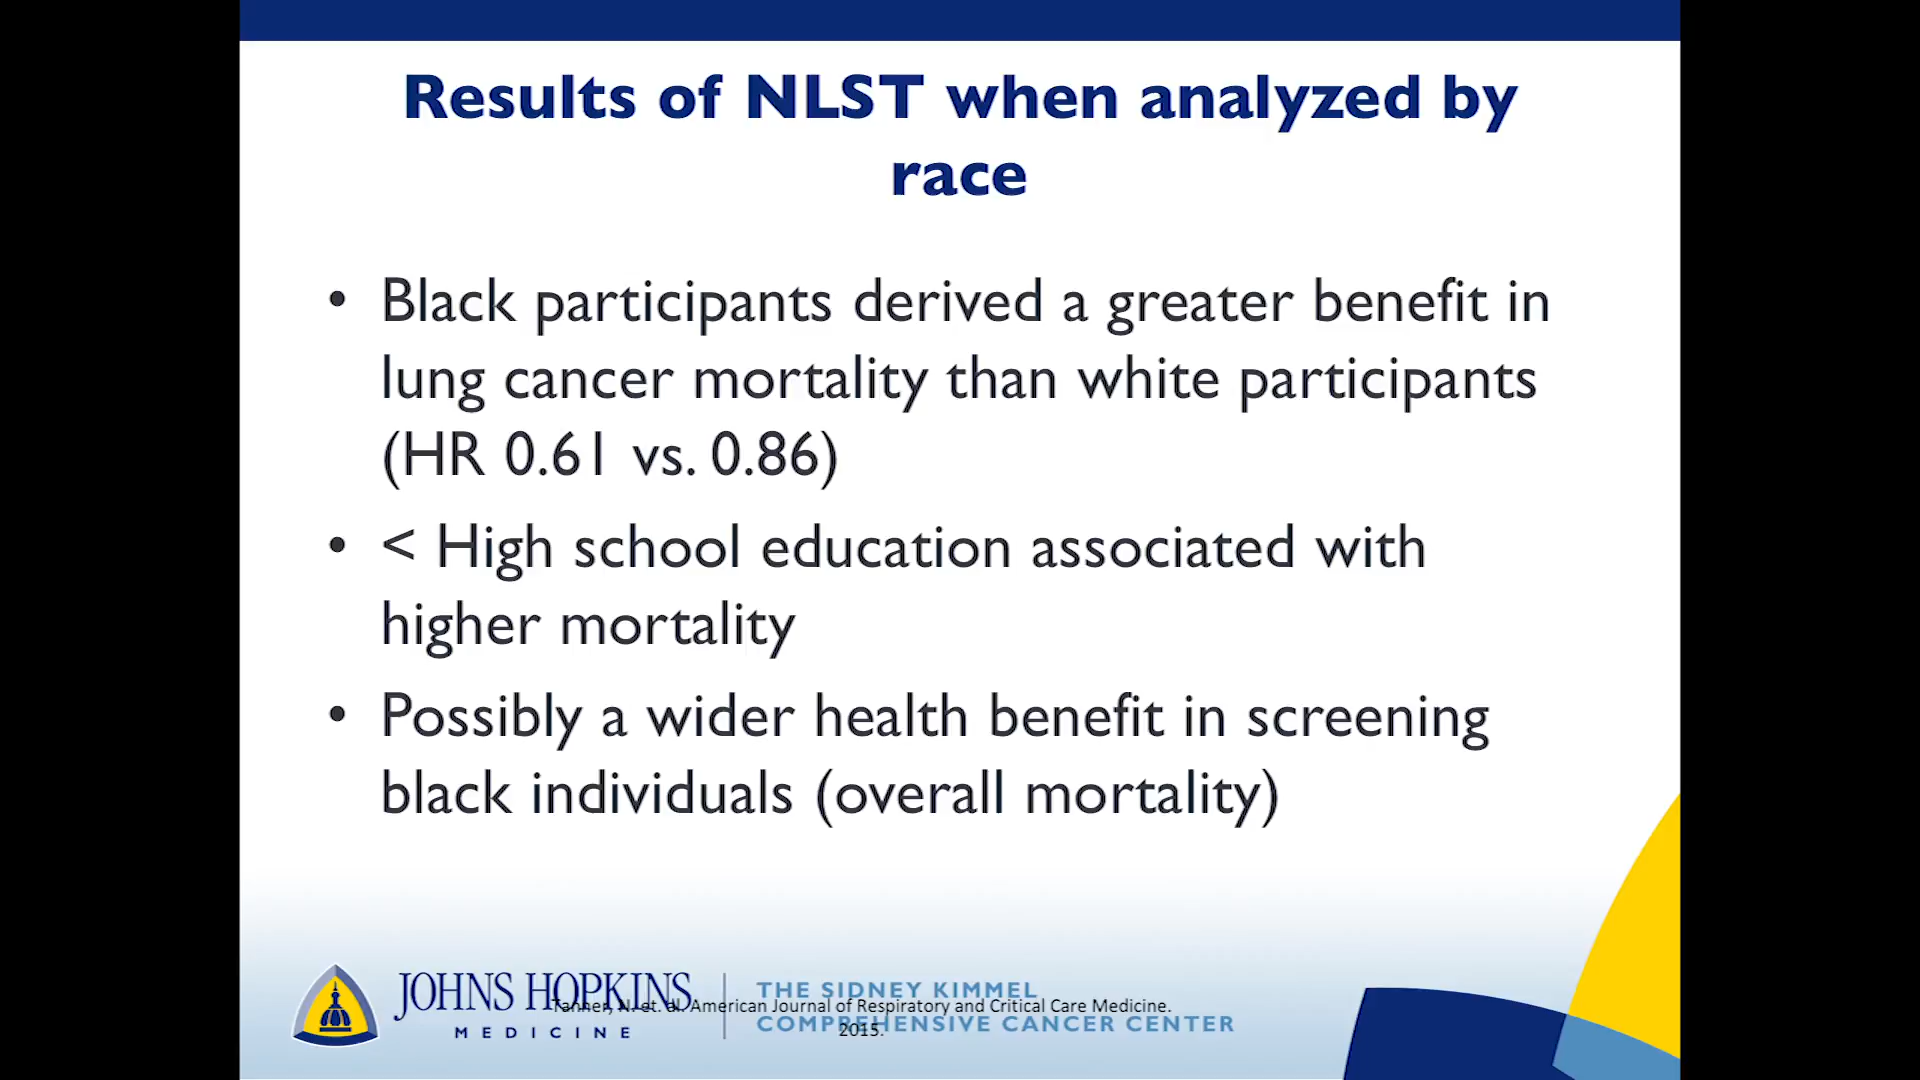 Results of NLST when analyzed by
race
• Black participants derived a greater benefit in
lung cancer mortality than white participants
(HR 0.61 vs. 0.86)
• < High school education associated with
higher mortality
• Possibly a wider health benefit in screening
black individuals (overall mortality)
JOHNS HOPKINS
MEDICINE
THE SIDNEY KIMMEL
COMPREHENSIVE CANCER CENTER
Tanner, N. et. al. American Journal of Respiratory and Critical Care Medicine.
2015.